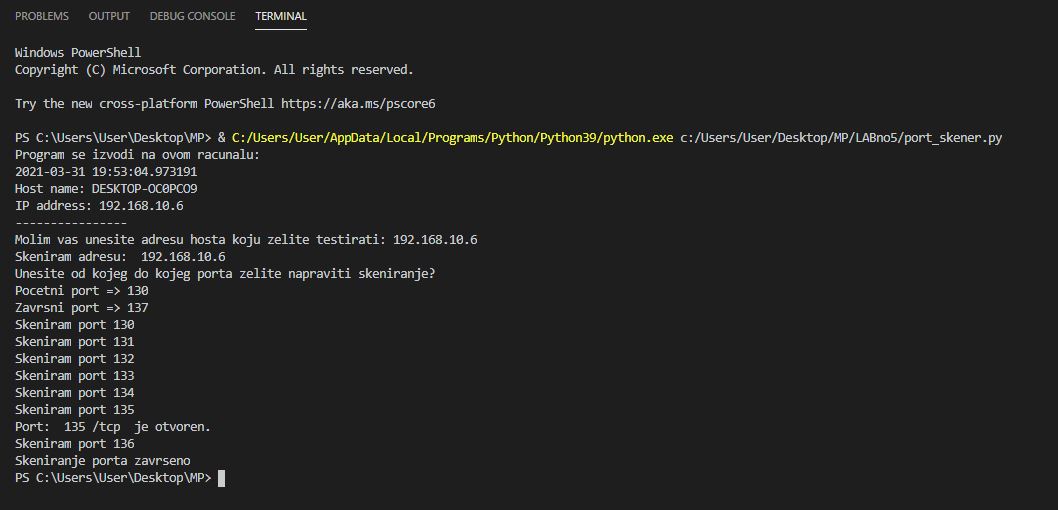 PROBLEMS OUTPUT DEBUG CONSOLE TERMINAL
Windows PowerShell
Copyright (C) Microsoft Corporation. All rights reserved.
Try the new cross-platform PowerShell https://aka.ms/pscore6
PS C:\Users\User\Desktop\MP> & C:/Users/User/AppData/Local/Programs/Python/Python39/python.exe c:/Users/User/Desktop/MP/LABno5/port_skener.py
Program se izvodi na ovom racunalu:
2021-03-31 19:53:04.973191
Host name: DESKTOP-OC0PCO9
IP address: 192.168.10.6
----------------
Molim vas unesite adresu hosta koju zelite testirati: 192.168.10.6
Skeniram adresu:  192.168.10.6
Unesite od kojeg do kojeg porta zelite napraviti skeniranje?
Pocetni port => 130
Zavrsni port => 137
Skeniram port 130
Skeniram port 131
Skeniram port 132
Skeniram port 133
Skeniram port 134
Skeniram port 135
Port:  135 /tcp  je otvoren.
Skeniram port 136
Skeniranje porta zavrseno
PS C:\Users\User\Desktop\MP>